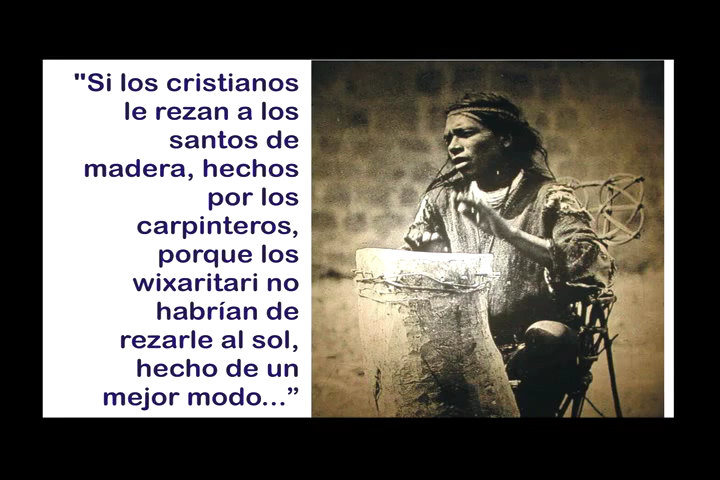 "Si los cristianos
le rezan a los
santos de
madera, hechos
por los
carpinteros,
porque los
wixaritari no
habrían de
rezarle al sol,
hecho de un
mejor modo...”